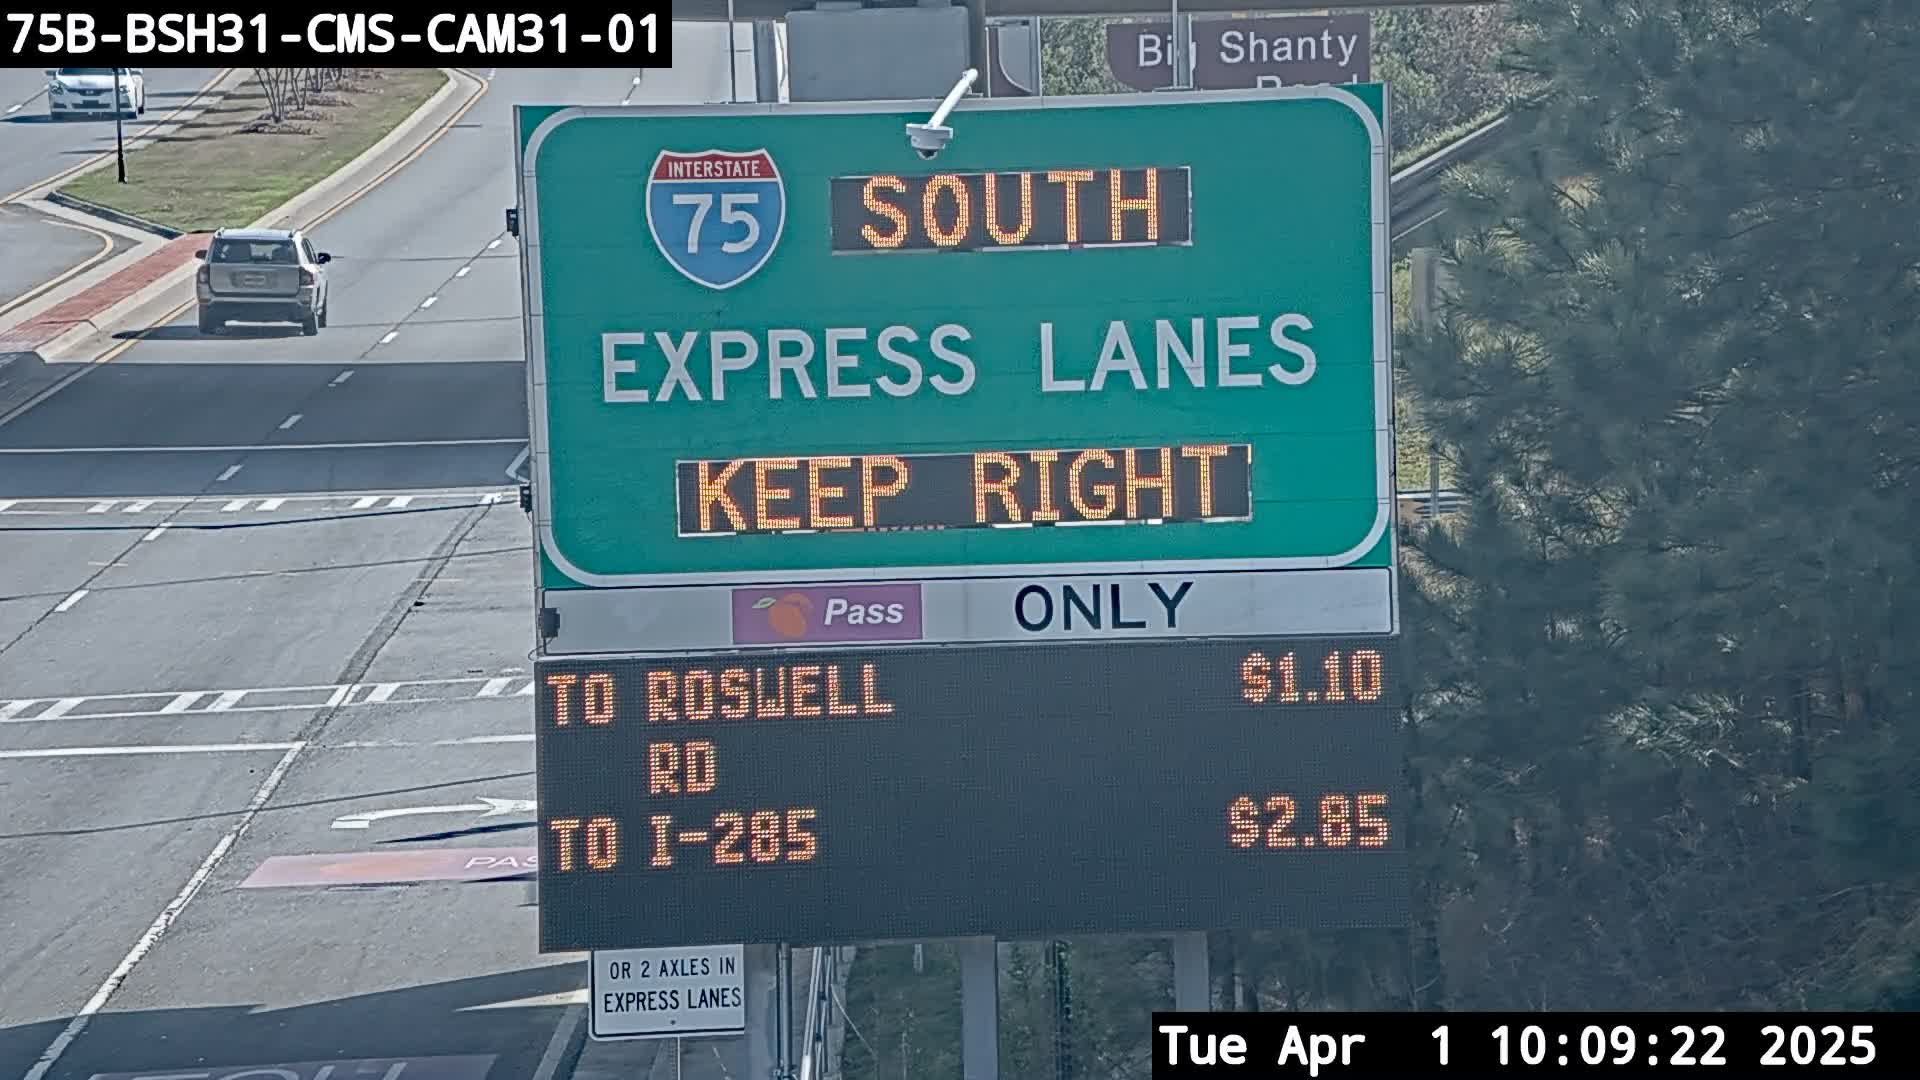 75B-BSH31-CMS-CAM31-01
Big Shanty
Road
INTERSTATE
75
SOUTH
EXPRESS LANES
KEEP RIGHT
Pass
ONLY
TO ROSWELL $1.10
RD
TO I-285 $2.85
PAS
OR 2 AXLES IN
EXPRESS LANES
Tue Apr 1 10:09:22 2025